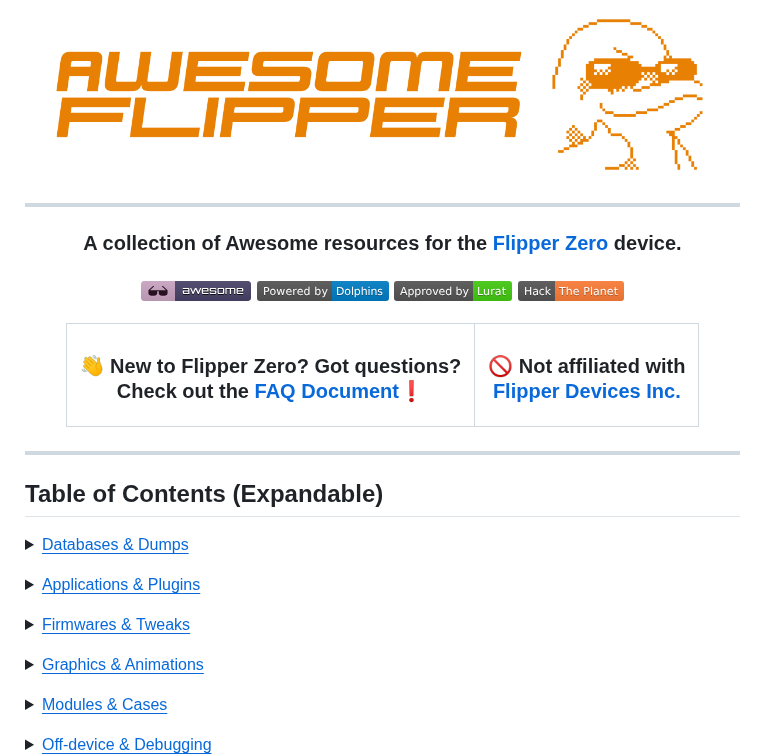 AWESOME
FLIPPER
A collection of Awesome resources for the Flipper Zero device.
awesome Powered by Dolphins Approved by Lurat Hack The Planet
👋 New to Flipper Zero? Got questions?
Check out the FAQ Document❗
🚫 Not affiliated with
Flipper Devices Inc.
Table of Contents (Expandable)
Databases & Dumps
Applications & Plugins
Firmwares & Tweaks
Graphics & Animations
Modules & Cases
Off-device & Debugging